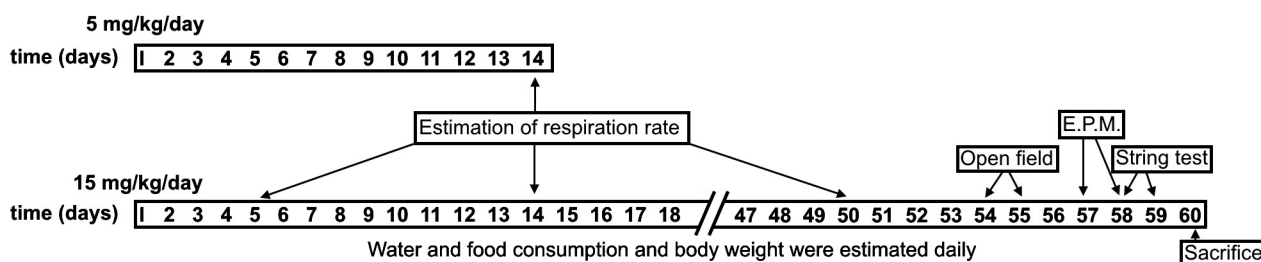 5 mg/kg/day
time (days) I 2 3 4 5 6 7 8 9 10 11 12 13 14
Estimation of respiration rate
E.P.M.
Open field
String test
15 mg/kg/day
time (days) I 2 3 4 5 6 7 8 9 10 11 12 13 14 15 16 17 18 47 48 49 50 51 52 53 54 55 56 57 58 59 60
Water and food consumption and body weight were estimated daily
Sacrifice